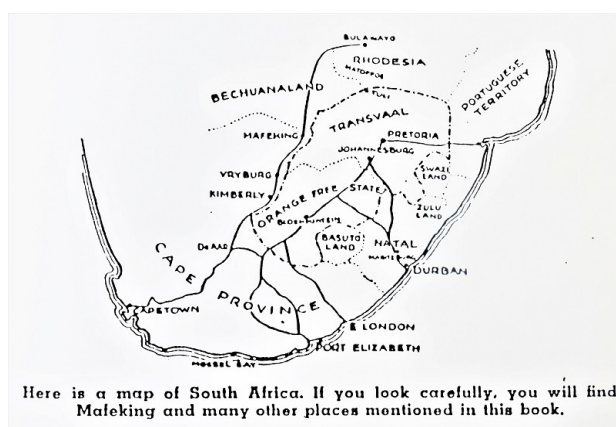 BULAWAYO
RHODESIA
MATOPPOS
BECHUANALAND
TULI
PORTUGUESE
TERRITORY
TRANSVAAL
MAFEKING
PRETORIA
JOHANNESBURG
VRYBURG
SWAZI
LAND
KIMBERLY
ORANGE FREE STATE
ZULU
LAND
BLOEMFONTEIN
BASUTO
LAND
NATAL
DE AAR
MARITZBURG
DURBAN
CAPE PROVINCE
CAPETOWN
E LONDON
PORT ELIZABETH
MOSSEL BAY
Here is a map of South Africa. If you look carefully, you will find
Mafeking and many other places mentioned in this book.